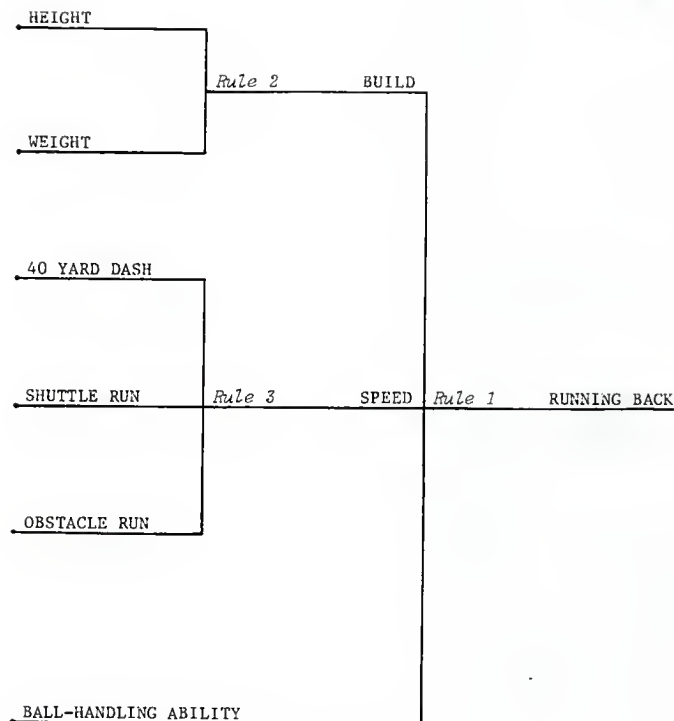 HEIGHT
Rule 2 BUILD
WEIGHT
40 YARD DASH
SHUTTLE RUN Rule 3 SPEED Rule 1 RUNNING BACK
OBSTACLE RUN
BALL-HANDLING ABILITY